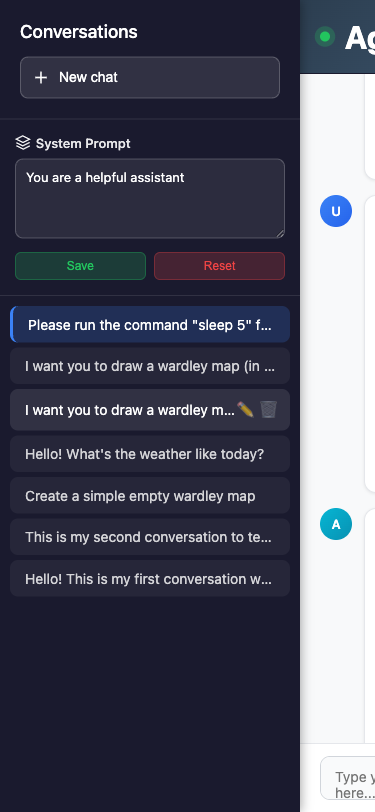 Conversations
Ag
New chat
System Prompt
You are a helpful assistant
U
Save
Reset
Please run the command "sleep 5" f...
I want you to draw a wardley map (in ...
I want you to draw a wardley m...
Hello! What's the weather like today?
Create a simple empty wardley map
A
This is my second conversation to te...
Hello! This is my first conversation w...
Type y
here...